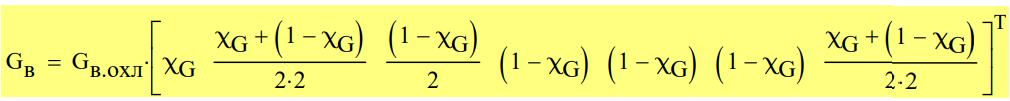 G_в = G_в.охл·[ χ_G  (χ_G + (1 − χ_G))/(2·2)  (1 − χ_G)/2  (1 − χ_G)  (1 − χ_G)  (1 − χ_G)  (χ_G + (1 − χ_G))/(2·2) ]^T